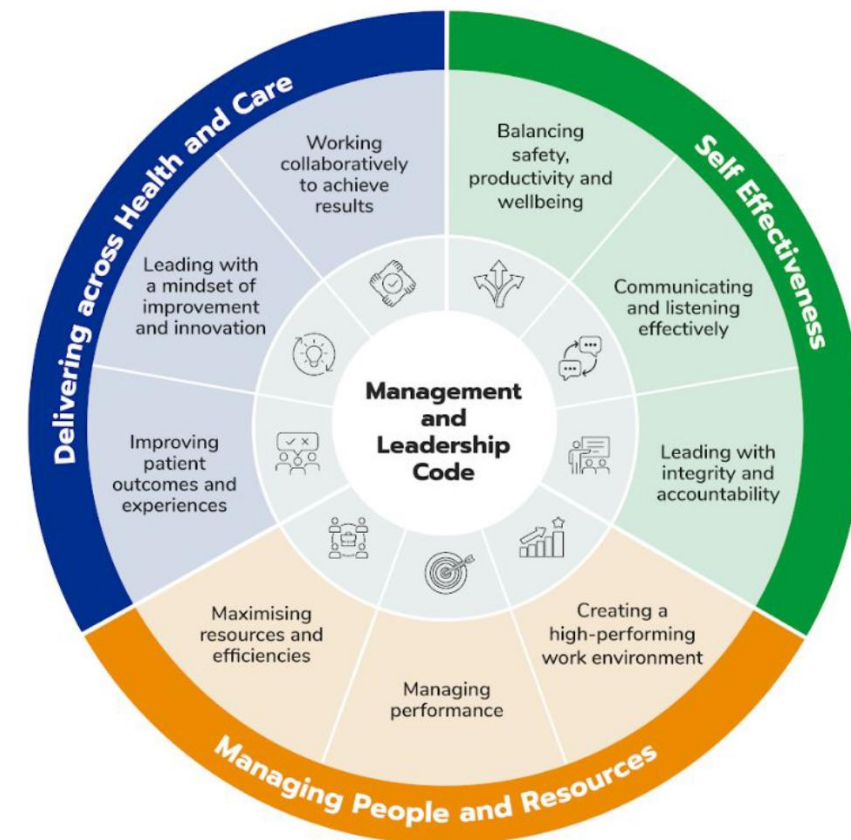 Management
and
Leadership
Code
Self Effectiveness
Balancing
safety,
productivity and
wellbeing
Communicating
and listening
effectively
Leading with
integrity and
accountability
Managing People and Resources
Creating a
high-performing
work environment
Managing
performance
Maximising
resources and
efficiencies
Delivering across Health and Care
Improving
patient
outcomes and
experiences
Leading with
a mindset of
improvement
and innovation
Working
collaboratively
to achieve
results